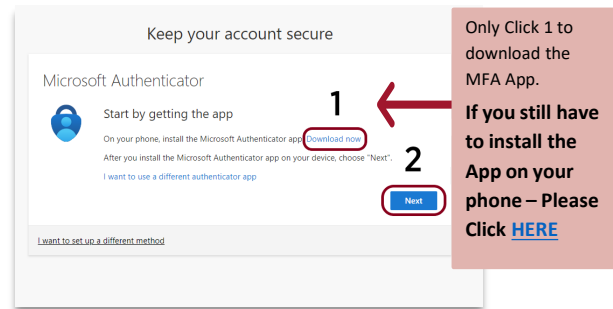 Keep your account secure
Microsoft Authenticator
Start by getting the app
1
On your phone, install the Microsoft Authenticator app. Download now
After you install the Microsoft Authenticator app on your device, choose "Next".
2
I want to use a different authenticator app
Next
I want to set up a different method
Only Click 1 to
download the
MFA App.
If you still have
to install the
App on your
phone – Please
Click HERE